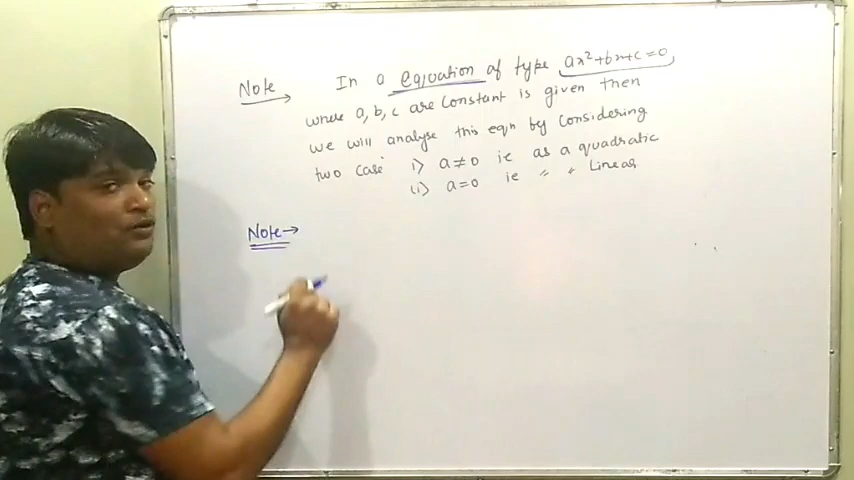 Note → In a equation of type ax²+bx+c=0
where a, b, c are constant is given then
we will analyse this eqn by considering
two case i) a≠0 ie as a quadratic
(i) a=0 ie " " Linear
Note →